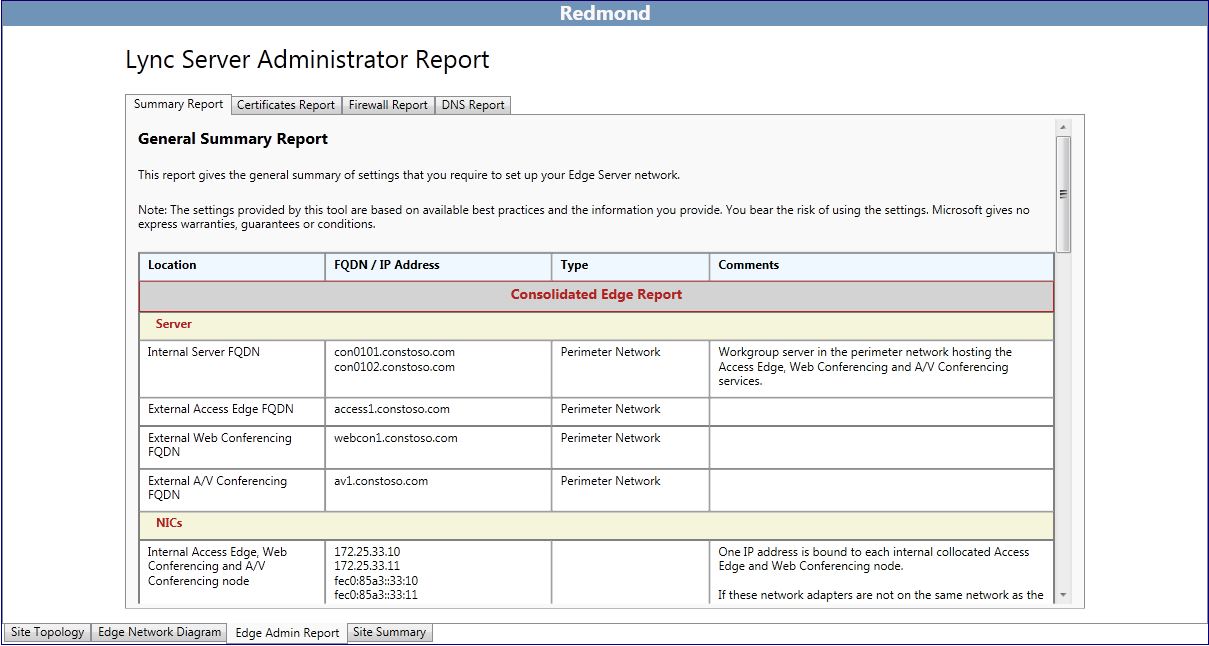 Redmond
Lync Server Administrator Report
Summary Report Certificates Report Firewall Report DNS Report
General Summary Report
This report gives the general summary of settings that you require to set up your Edge Server network.
Note: The settings provided by this tool are based on available best practices and the information you provide. You bear the risk of using the settings. Microsoft gives no
express warranties, guarantees or conditions.
Location FQDN / IP Address Type Comments
Consolidated Edge Report
Server
Internal Server FQDN con0101.constoso.com Perimeter Network Workgroup server in the perimeter network hosting the
con0102.constoso.com Access Edge, Web Conferencing and A/V Conferencing
services.
External Access Edge FQDN access1.constoso.com Perimeter Network
External Web Conferencing webcon1.constoso.com Perimeter Network
FQDN
External A/V Conferencing av1.constoso.com Perimeter Network
FQDN
NICs
Internal Access Edge, Web 172.25.33.10 One IP address is bound to each internal collocated Access
Conferencing and A/V 172.25.33.11 Edge and Web Conferencing node.
Conferencing node fec0:85a3::33:10
fec0:85a3::33:11 If these network adapters are not on the same network as the
Site Topology Edge Network Diagram Edge Admin Report Site Summary